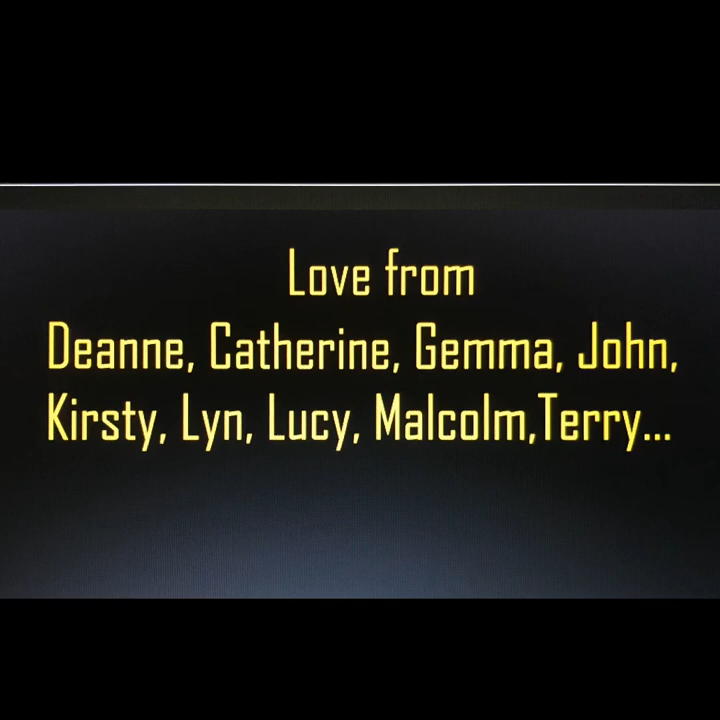 Love from
Deanne, Catherine, Gemma, John,
Kirsty, Lyn, Lucy, Malcolm,Terry...